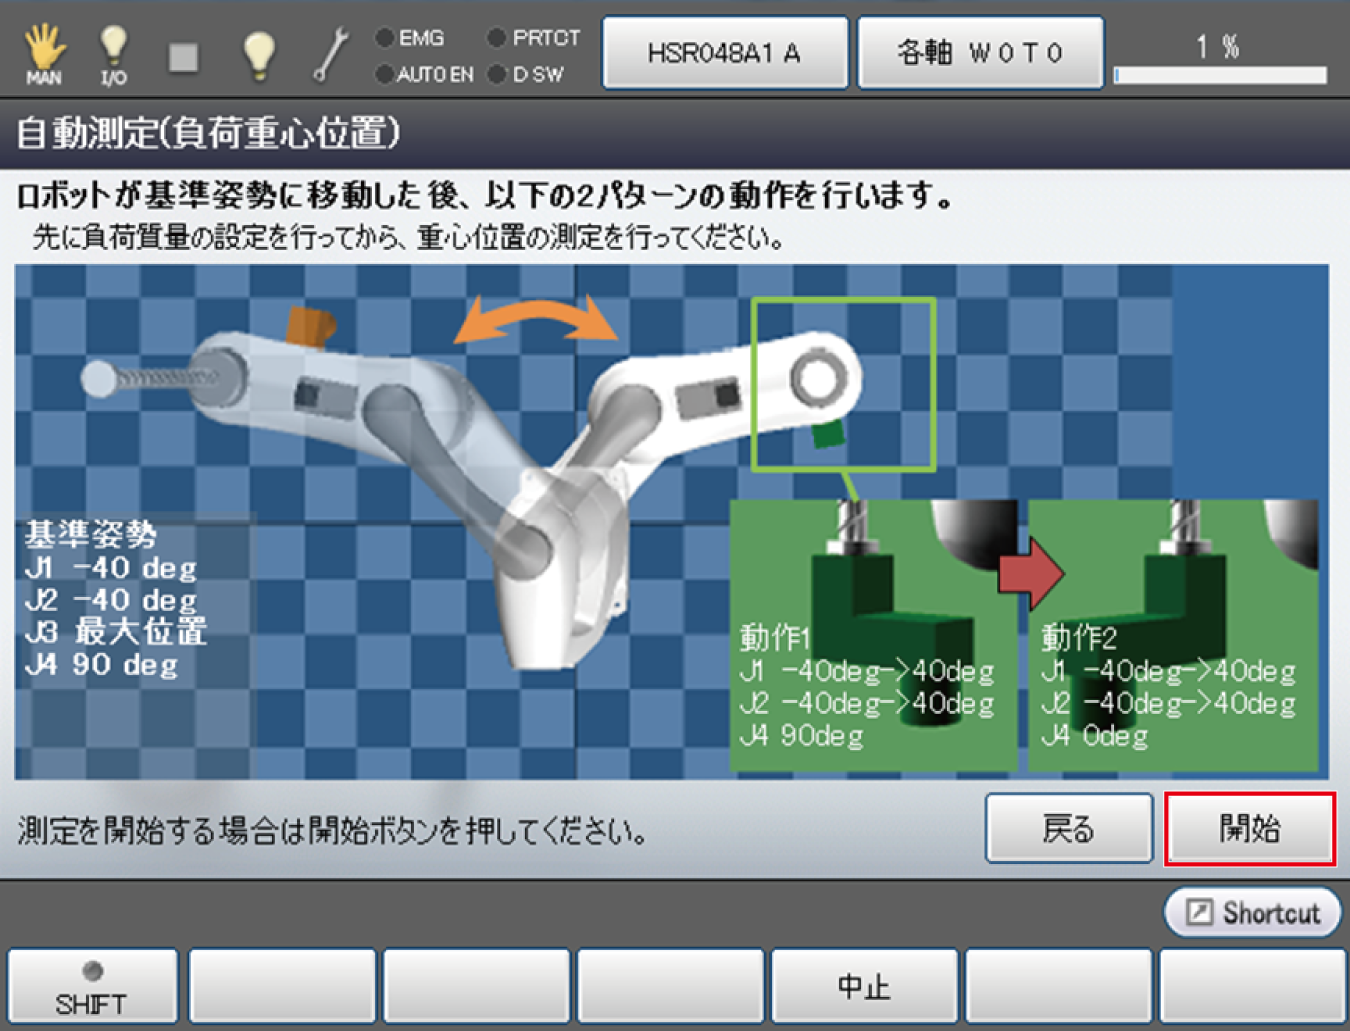 MAN
I/O
EMG
PRTCT
AUTO EN
D SW
HSR048A1 A
各軸 W 0 T 0
1 %
自動測定(負荷重心位置)
ロボットが基準姿勢に移動した後、以下の2パターンの動作を行います。
先に負荷質量の設定を行ってから、重心位置の測定を行ってください。
基準姿勢
J1 -40 deg
J2 -40 deg
J3 最大位置
J4 90 deg
動作1
J1 -40deg->40deg
J2 -40deg->40deg
J4 90deg
動作2
J1 -40deg->40deg
J2 -40deg->40deg
J4 0deg
測定を開始する場合は開始ボタンを押してください。
戻る
開始
Shortcut
SHIFT
中止